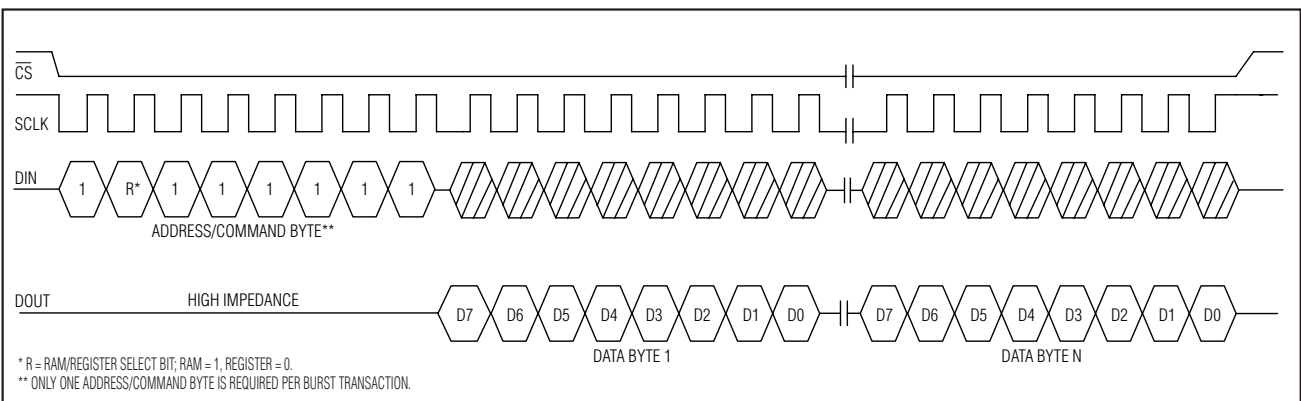 CS
SCLK
DIN
1 R* 1 1 1 1 1 1
ADDRESS/COMMAND BYTE**
DOUT HIGH IMPEDANCE D7 D6 D5 D4 D3 D2 D1 D0 D7 D6 D5 D4 D3 D2 D1 D0
DATA BYTE 1 DATA BYTE N
* R = RAM/REGISTER SELECT BIT; RAM = 1, REGISTER = 0.
** ONLY ONE ADDRESS/COMMAND BYTE IS REQUIRED PER BURST TRANSACTION.